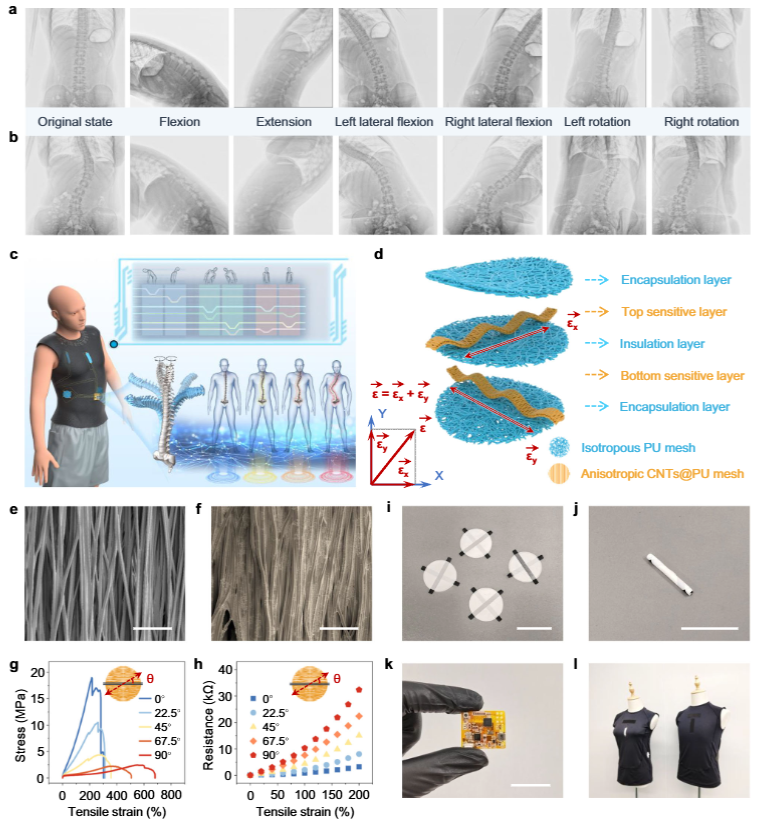 a
Original state
Flexion
Extension
Left lateral flexion
Right lateral flexion
Left rotation
Right rotation
b
c
d
Encapsulation layer
Top sensitive layer
Insulation layer
Bottom sensitive layer
Encapsulation layer
εx
εy
ε = εx + εy
Y
ε
εx
εy
X
Isotropous PU mesh
Anisotropic CNTs@PU mesh
e
f
i
j
g
Stress (MPa)
20
15
10
5
0
θ
0°
22.5°
45°
67.5°
90°
0 200 400 600 800
Tensile strain (%)
h
Resistance (kΩ)
40
30
20
10
0
θ
0°
22.5°
45°
67.5°
90°
0 50 100 150 200
Tensile strain (%)
k
l